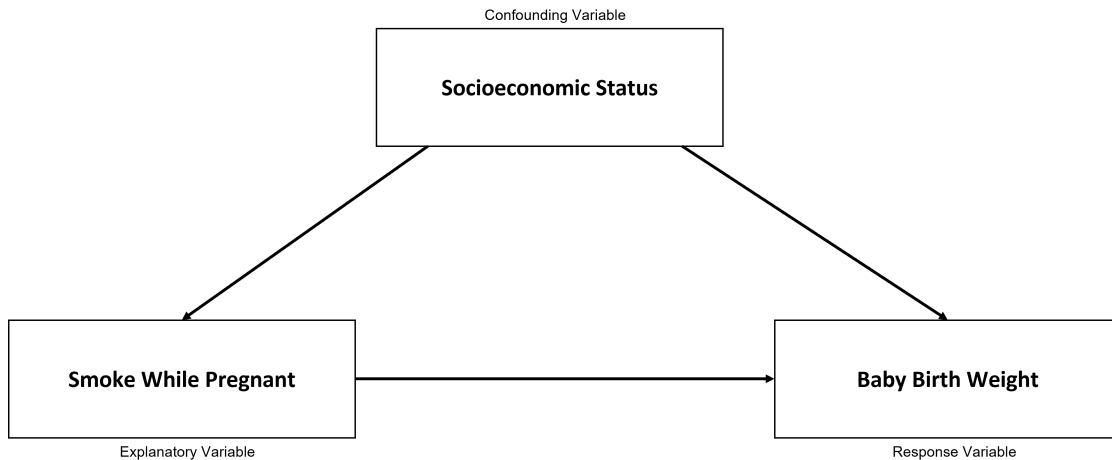 Confounding Variable
Socioeconomic Status
Smoke While Pregnant
Baby Birth Weight
Explanatory Variable
Response Variable